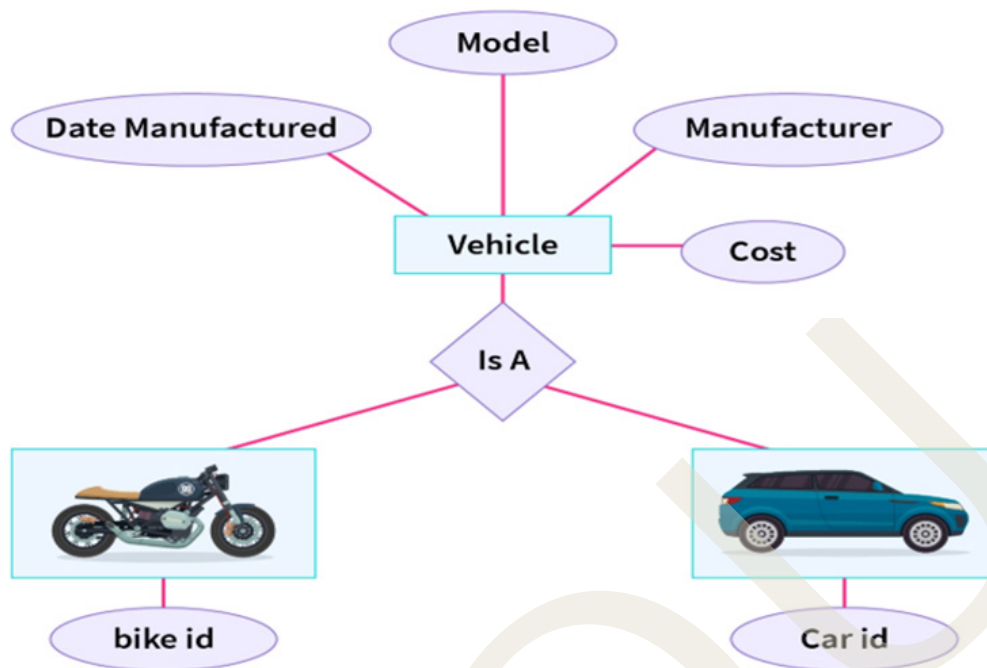 Model
Date Manufactured
Manufacturer
Vehicle
Cost
Is A
bike id
Car id